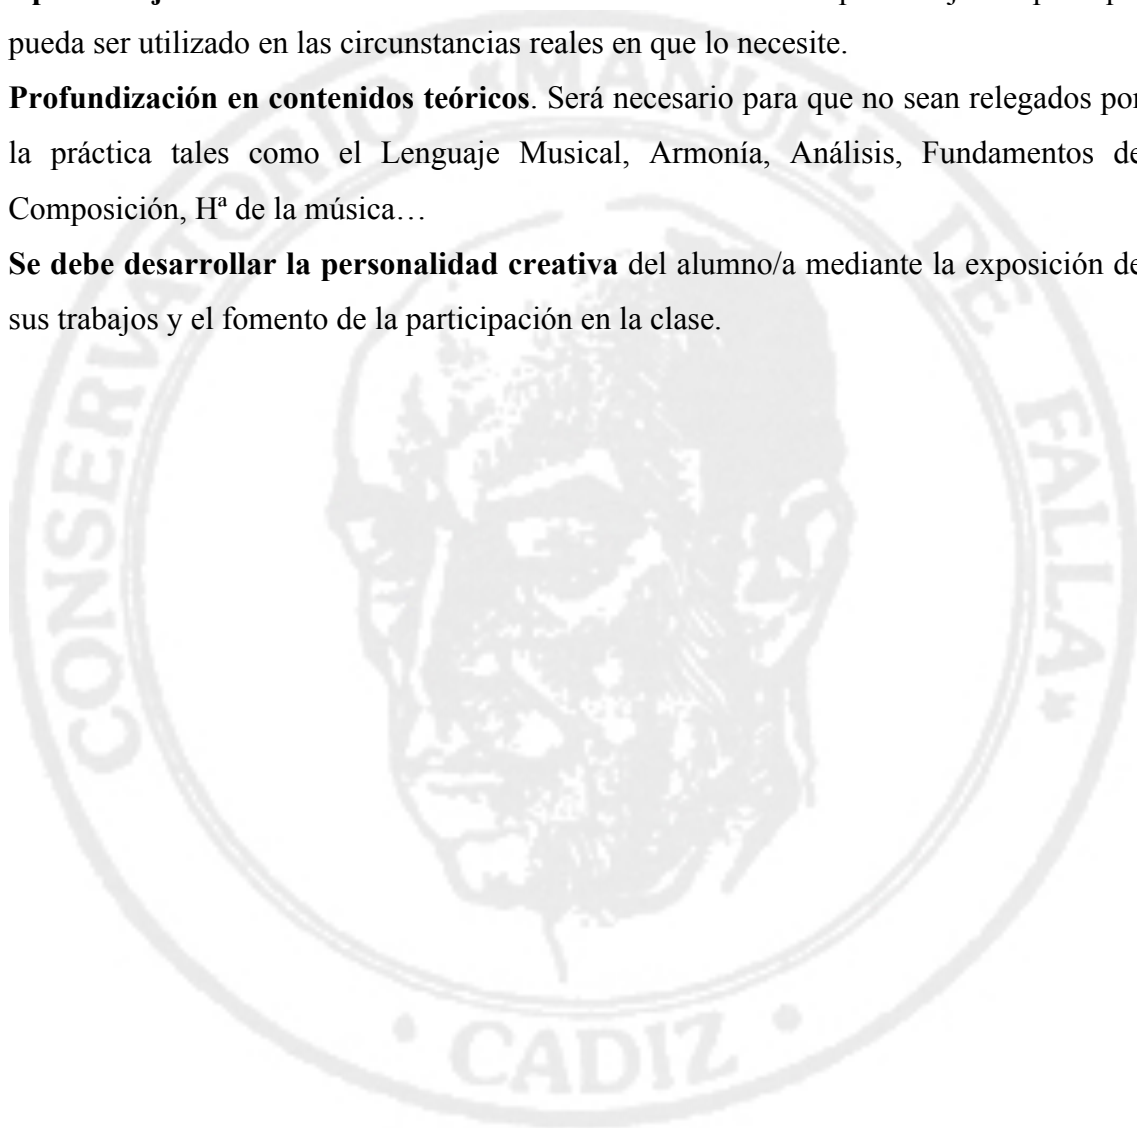 pueda ser utilizado en las circunstancias reales en que lo necesite.
Profundización en contenidos teóricos. Será necesario para que no sean relegados por
la práctica tales como el Lenguaje Musical, Armonía, Análisis, Fundamentos de
Composición, Hª de la música…
Se debe desarrollar la personalidad creativa del alumno/a mediante la exposición de
sus trabajos y el fomento de la participación en la clase.
CONSERVATORIO «MANUEL DE FALLA»
• CADIZ •